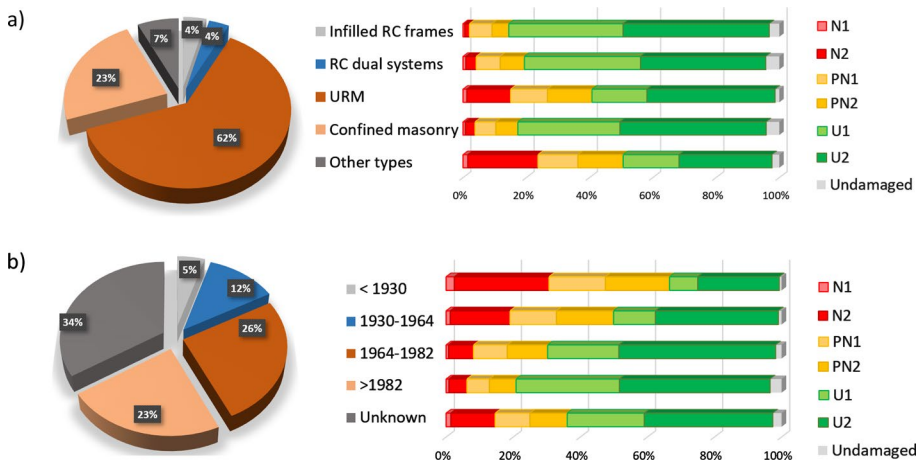 a)
7%
4%
4%
23%
62%
Infilled RC frames
RC dual systems
URM
Confined masonry
Other types
0% 20% 40% 60% 80% 100%
N1
N2
PN1
PN2
U1
U2
Undamaged
b)
5%
12%
34%
26%
23%
< 1930
1930-1964
1964-1982
>1982
Unknown
0% 20% 40% 60% 80% 100%
N1
N2
PN1
PN2
U1
U2
Undamaged